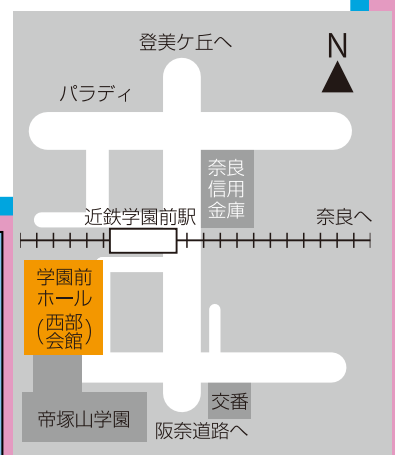 登美ケ丘へ
N
パラディ
奈良
信用
金庫
近鉄学園前駅
奈良へ
学園前
ホール
(西部
会館)
交番
帝塚山学園
阪奈道路へ